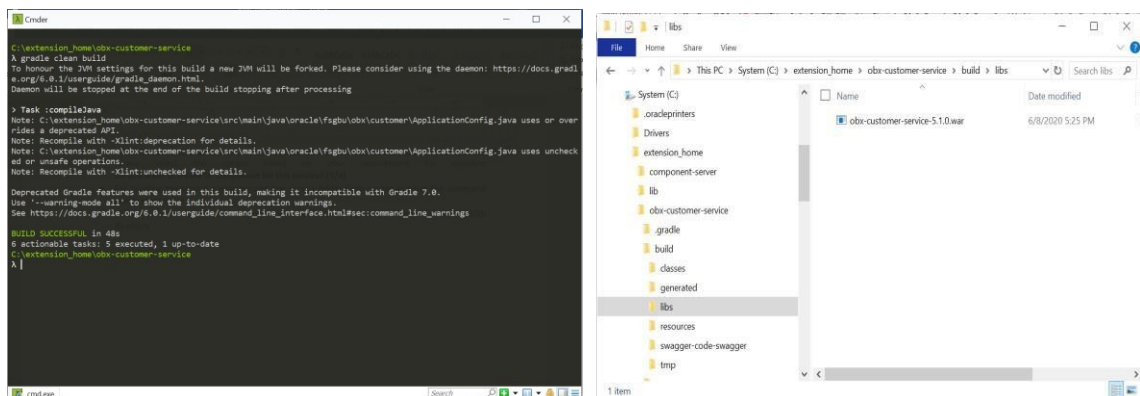 Cmder
C:\extension_home\obx-customer-service
λ gradle clean build
To honour the JVM settings for this build a new JVM will be forked. Please consider using the daemon: https://docs.gradl
e.org/6.0.1/userguide/gradle_daemon.html.
Daemon will be stopped at the end of the build stopping after processing
> Task :compileJava
Note: C:\extension_home\obx-customer-service\src\main\java\oracle\fsgbu\obx\customer\ApplicationConfig.java uses or over
rides a deprecated API.
Note: Recompile with -Xlint:deprecation for details.
Note: C:\extension_home\obx-customer-service\src\main\java\oracle\fsgbu\obx\customer\ApplicationConfig.java uses uncheck
ed or unsafe operations.
Note: Recompile with -Xlint:unchecked for details.
Deprecated Gradle features were used in this build, making it incompatible with Gradle 7.0.
Use '--warning-mode all' to show the individual deprecation warnings.
See https://docs.gradle.org/6.0.1/userguide/command_line_interface.html#sec:command_line_warnings
BUILD SUCCESSFUL in 48s
6 actionable tasks: 5 executed, 1 up-to-date
C:\extension_home\obx-customer-service
λ
cmd.exe
Search
libs
File Home Share View
This PC > System (C:) > extension_home > obx-customer-service > build > libs
Search libs
System (C:)
.oracleprinters
Drivers
extension_home
component-server
lib
obx-customer-service
.gradle
build
classes
generated
libs
resources
swagger-code-swagger
tmp
Name Date modified
obx-customer-service-5.1.0.war 6/8/2020 5:25 PM
1 item